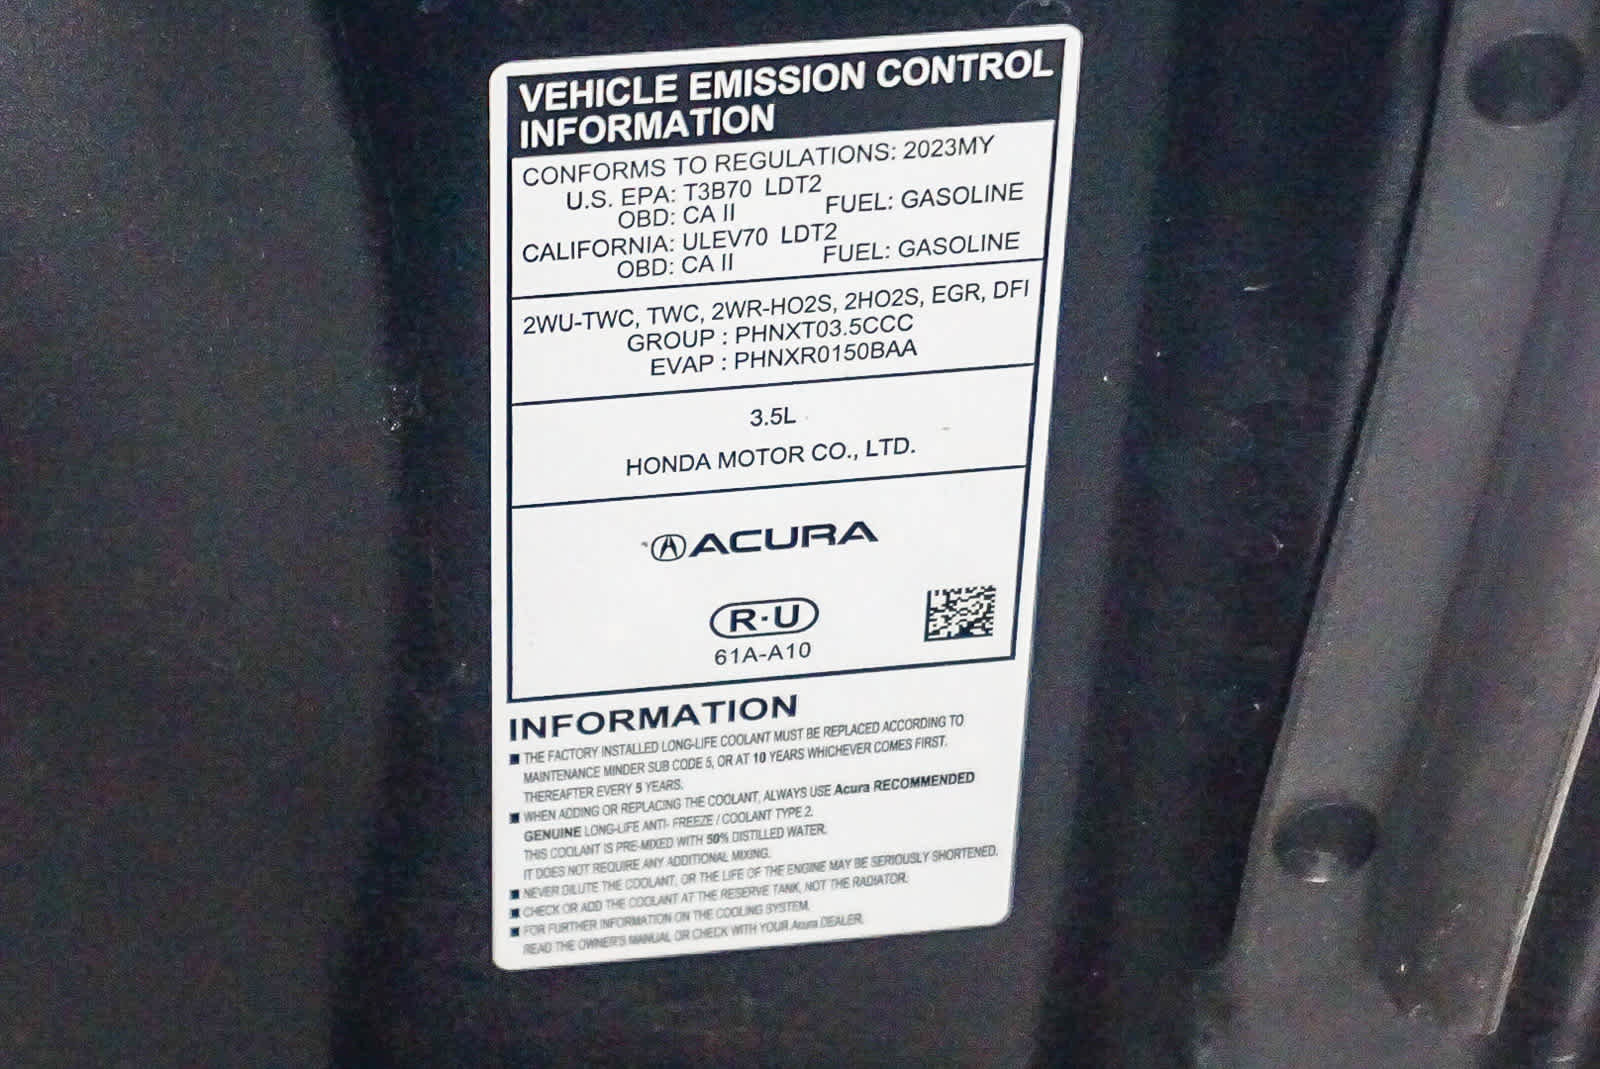 VEHICLE EMISSION CONTROL
INFORMATION
CONFORMS TO REGULATIONS: 2023MY
U.S. EPA: T3B70 LDT2
OBD: CA II FUEL: GASOLINE
CALIFORNIA: ULEV70 LDT2
OBD: CA II FUEL: GASOLINE
2WU-TWC, TWC, 2WR-HO2S, 2HO2S, EGR, DFI
GROUP : PHNXT03.5CCC
EVAP : PHNXR0150BAA
3.5L
HONDA MOTOR CO., LTD.
ACURA
R·U
61A-A10
INFORMATION
■ THE FACTORY INSTALLED LONG-LIFE COOLANT MUST BE REPLACED ACCORDING TO
MAINTENANCE MINDER SUB CODE 5, OR AT 10 YEARS WHICHEVER COMES FIRST.
THEREAFTER EVERY 5 YEARS.
■ WHEN ADDING OR REPLACING THE COOLANT, ALWAYS USE Acura RECOMMENDED
GENUINE LONG-LIFE ANTI- FREEZE / COOLANT TYPE 2.
THIS COOLANT IS PRE-MIXED WITH 50% DISTILLED WATER.
IT DOES NOT REQUIRE ANY ADDITIONAL MIXING.
■ NEVER DILUTE THE COOLANT, OR THE LIFE OF THE ENGINE MAY BE SERIOUSLY SHORTENED.
■ CHECK OR ADD THE COOLANT AT THE RESERVE TANK, NOT THE RADIATOR.
■ FOR FURTHER INFORMATION ON THE COOLING SYSTEM,
READ THE OWNER'S MANUAL OR CHECK WITH YOUR Acura DEALER.